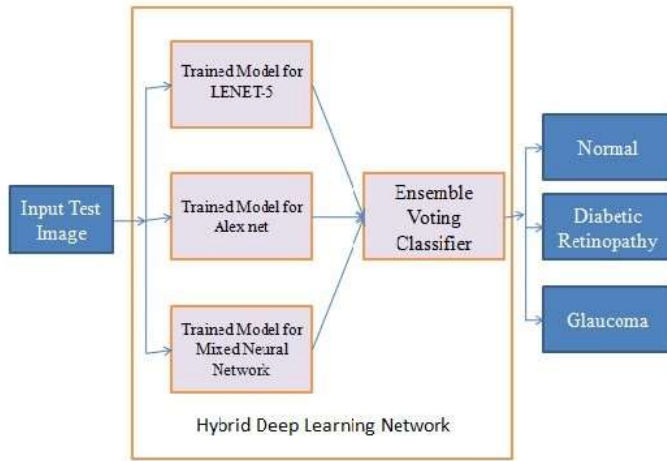 Input Test
Image
Trained Model for
LENET-5
Trained Model for
Alex net
Trained Model for
Mixed Neural
Network
Ensemble
Voting
Classifier
Normal
Diabetic
Retinopathy
Glaucoma
Hybrid Deep Learning Network